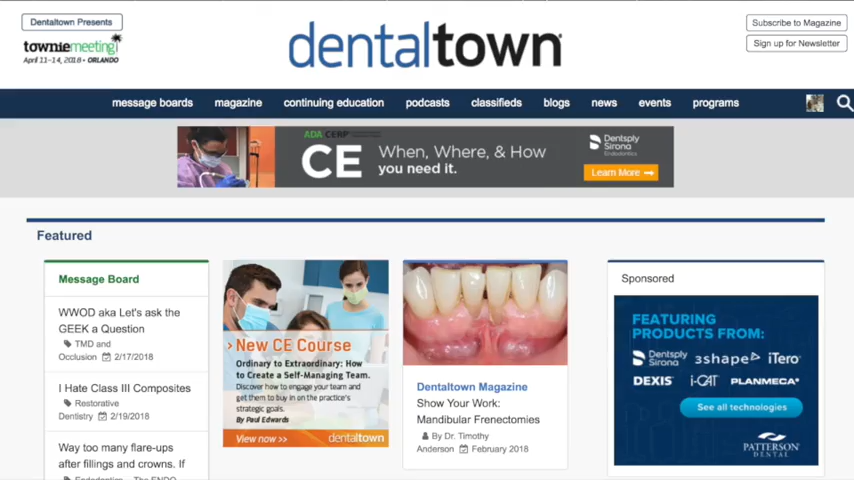 Dentaltown Presents
towniemeeting
April 11–14, 2018 • ORLANDO
dentaltown
Subscribe to Magazine
Sign up for Newsletter
message boards magazine continuing education podcasts classifieds blogs news events programs
ADA CERP
CE When, Where, & How
you need it.
Dentsply
Sirona
Endodontics
Learn More
Featured
Message Board
WWOD aka Let's ask the
GEEK a Question
TMD and
Occlusion 2/17/2018
I Hate Class III Composites
Restorative
Dentistry 2/19/2018
Way too many flare-ups
after fillings and crowns. If
> New CE Course
Ordinary to Extraordinary: How
to Create a Self-Managing Team.
Discover how to engage your team and
get them to buy in on the practice's
strategic goals.
By Paul Edwards
View now >> dentaltown
Dentaltown Magazine
Show Your Work:
Mandibular Frenectomies
By Dr. Timothy
Anderson February 2018
Sponsored
FEATURING
PRODUCTS FROM:
Dentsply
Sirona 3shape iTero
DEXIS i-CAT PLANMECA
See all technologies
PATTERSON
DENTAL